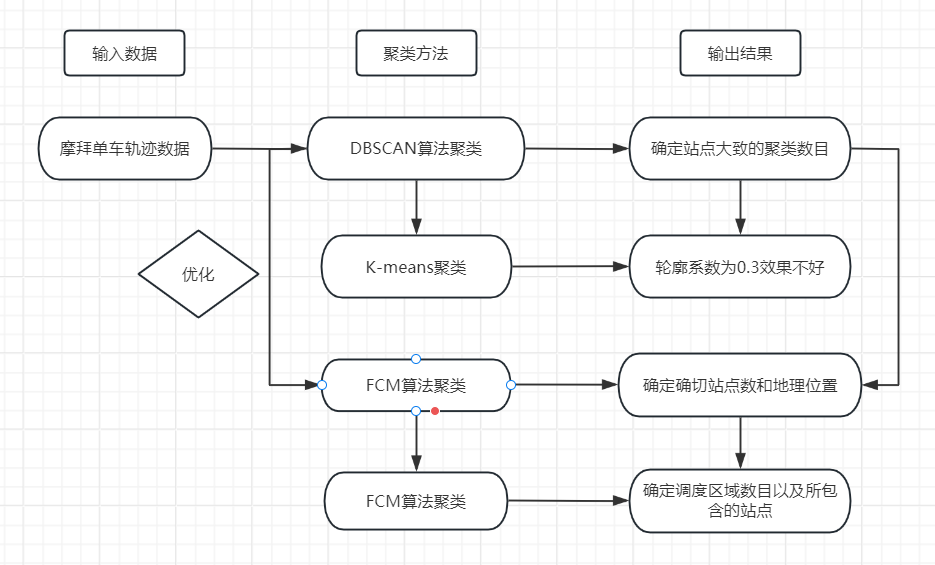 输入数据
聚类方法
输出结果
摩拜单车轨迹数据
DBSCAN算法聚类
确定站点大致的聚类数目
优化
K-means聚类
轮廓系数为0.3效果不好
FCM算法聚类
确定确切站点数和地理位置
FCM算法聚类
确定调度区域数目以及所包
含的站点